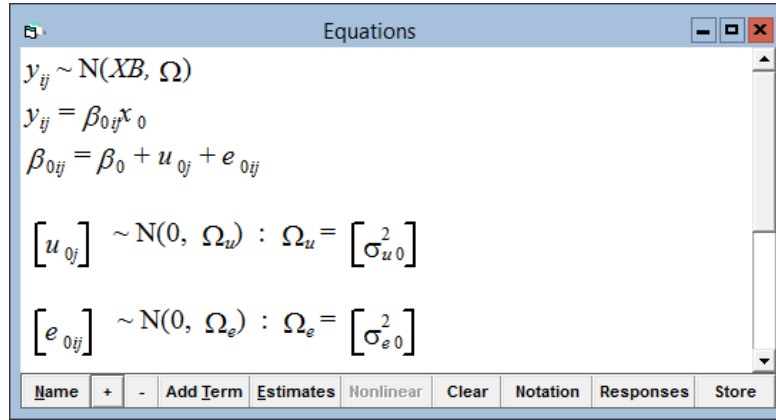 Equations
y_ij ~ N(XB, Ω)
y_ij = β_0ij x_0
β_0ij = β_0 + u_0j + e_0ij
[u_0j] ~ N(0, Ω_u) : Ω_u = [σ²_u0]
[e_0ij] ~ N(0, Ω_e) : Ω_e = [σ²_e0]
Name + - Add Term Estimates Nonlinear Clear Notation Responses Store